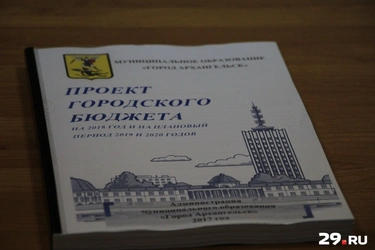 МУНИЦИПАЛЬНОЕ ОБРАЗОВАНИЕ
«ГОРОД АРХАНГЕЛЬСК»
ПРОЕКТ
ГОРОДСКОГО
БЮДЖЕТА
НА 2018 ГОД И НА ПЛАНОВЫЙ
ПЕРИОД 2019 И 2020 ГОДОВ
Администрация
Муниципального образования
«Город Архангельск»
2017 год
29.RU